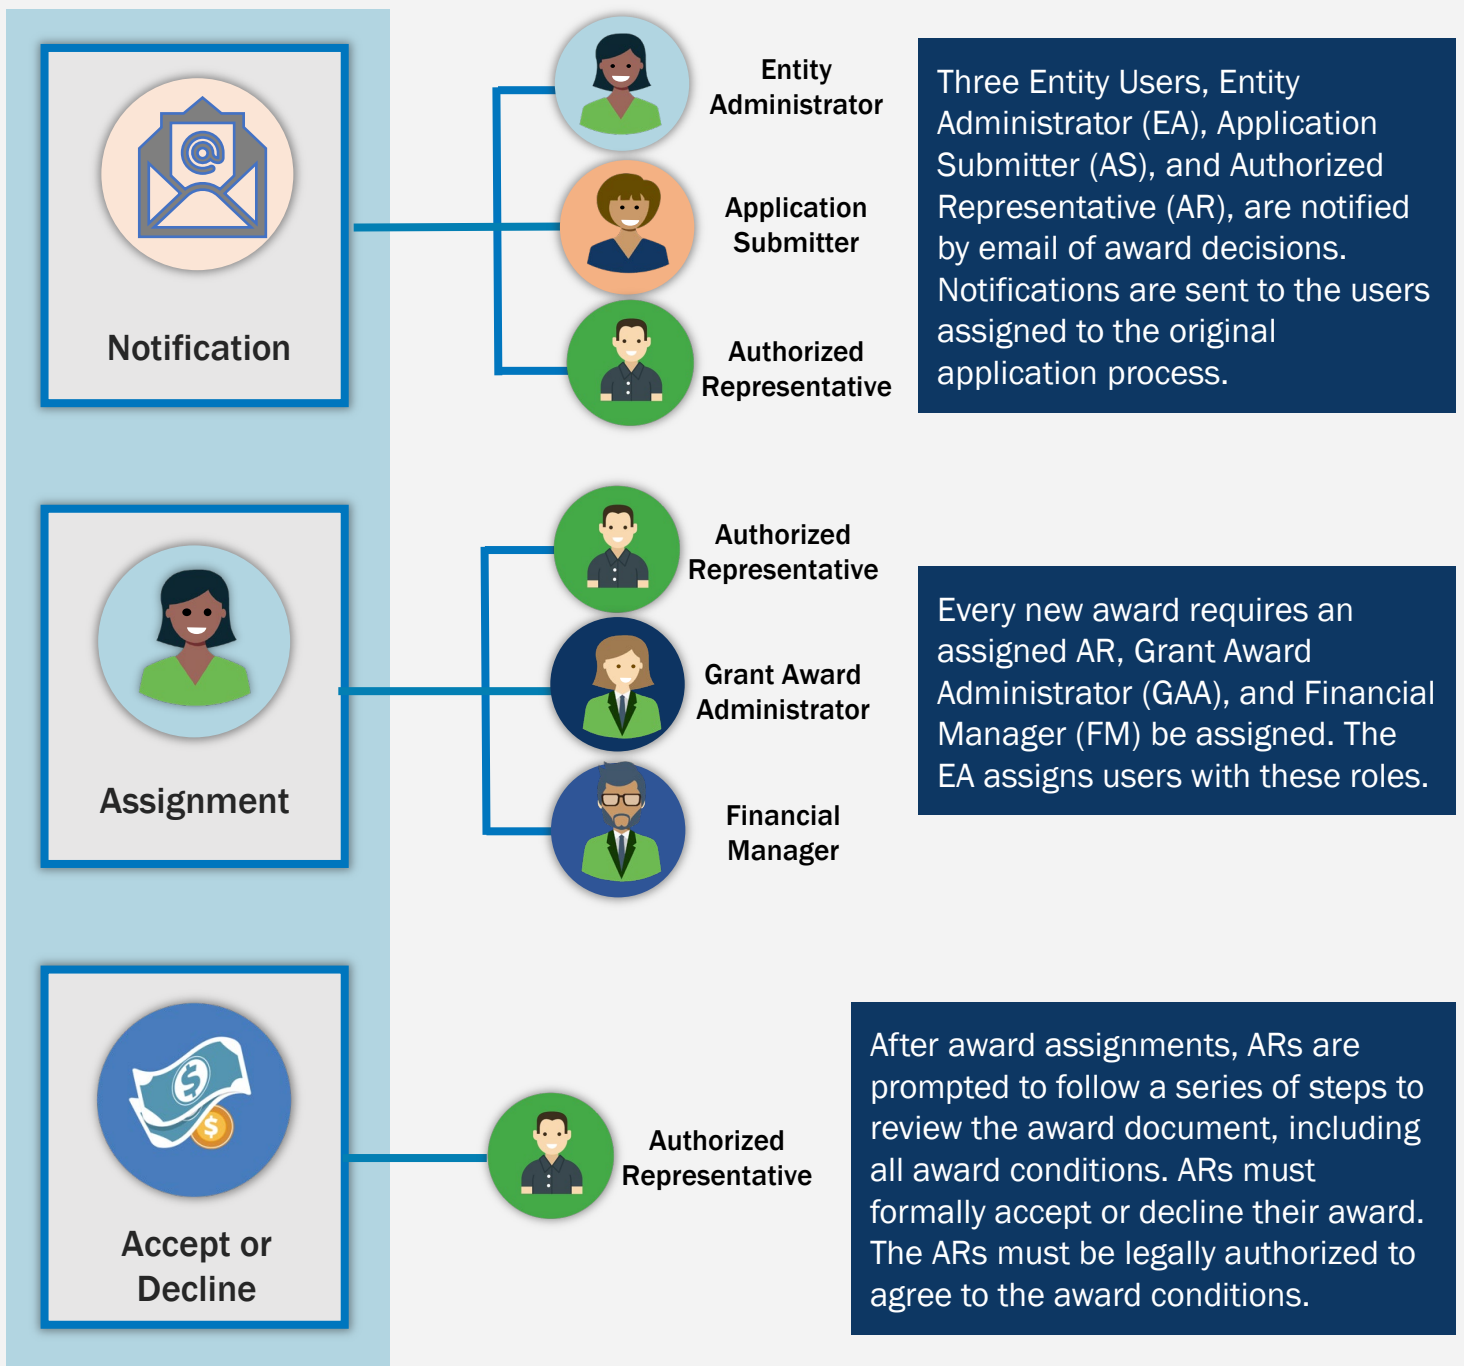 Notification
Entity
Administrator
Application
Submitter
Authorized
Representative
Three Entity Users, Entity
Administrator (EA), Application
Submitter (AS), and Authorized
Representative (AR), are notified
by email of award decisions.
Notifications are sent to the users
assigned to the original
application process.
Assignment
Authorized
Representative
Grant Award
Administrator
Financial
Manager
Every new award requires an
assigned AR, Grant Award
Administrator (GAA), and Financial
Manager (FM) be assigned. The
EA assigns users with these roles.
Accept or
Decline
Authorized
Representative
After award assignments, ARs are
prompted to follow a series of steps to
review the award document, including
all award conditions. ARs must
formally accept or decline their award.
The ARs must be legally authorized to
agree to the award conditions.